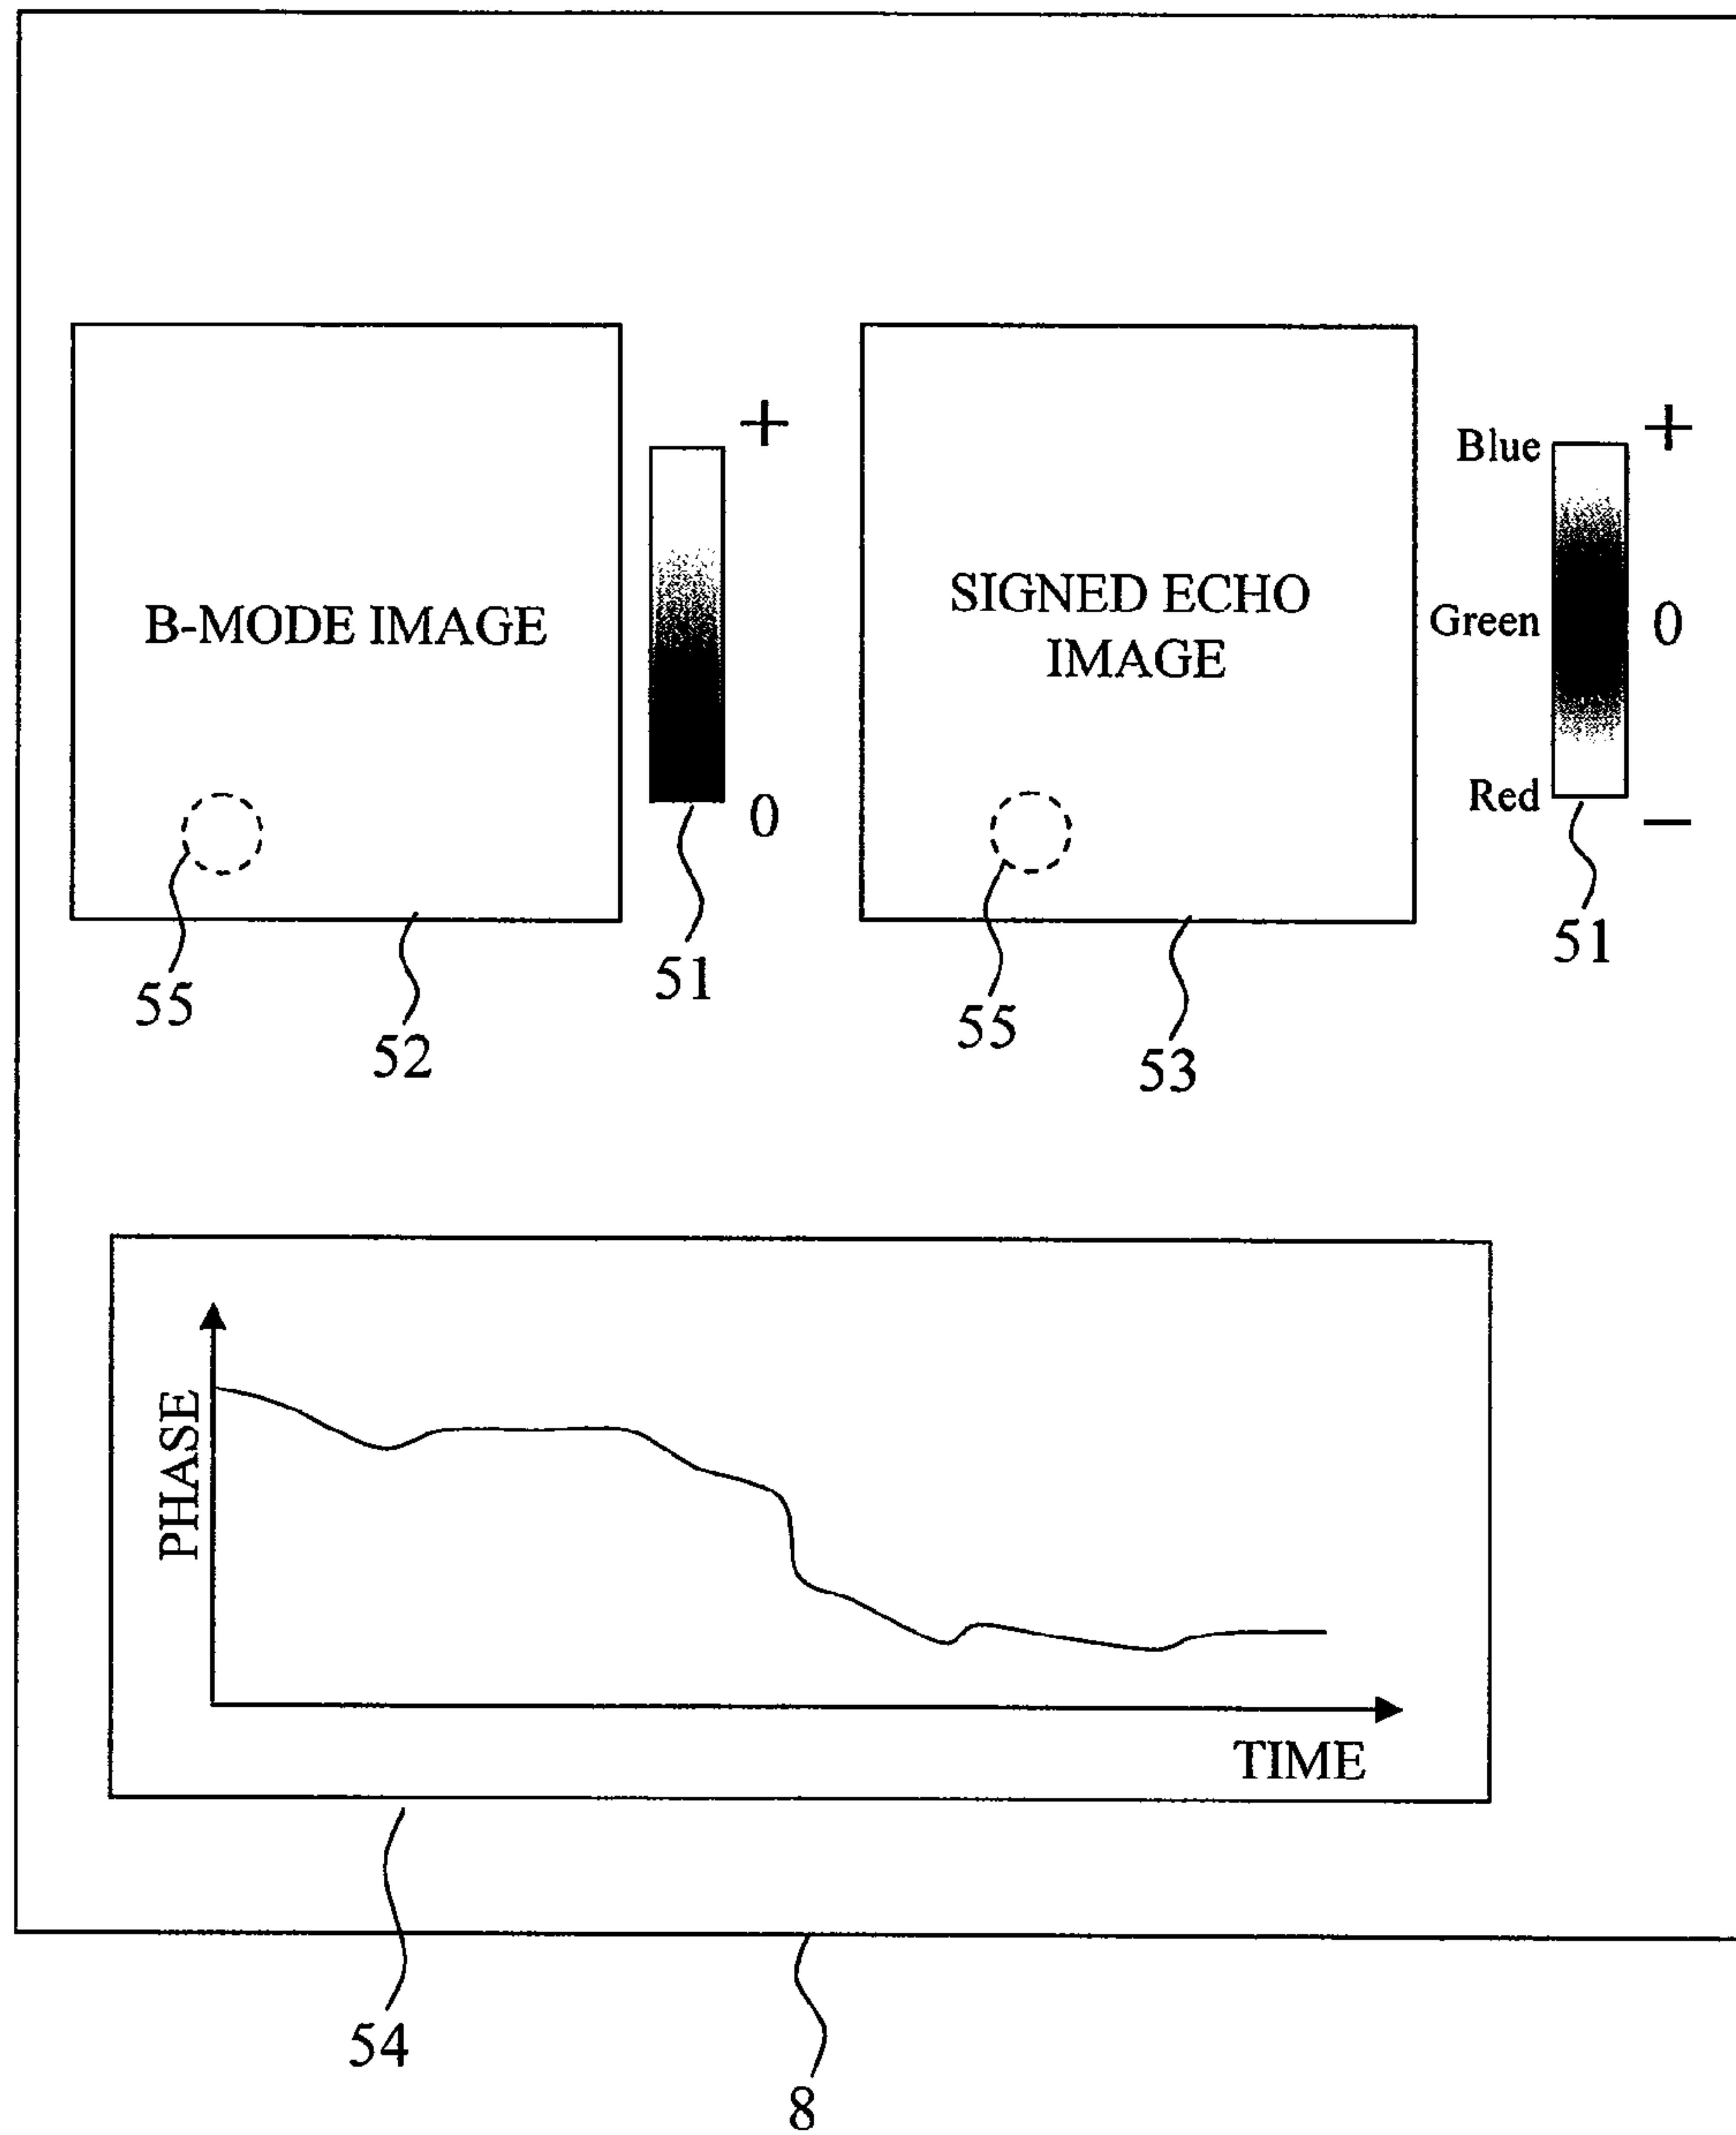 +
+
Blue
SIGNED ECHO
IMAGE
B-MODE IMAGE
Green
0
Red
0
—
51
51
55
55
52
53
PHASE
TIME
54
8